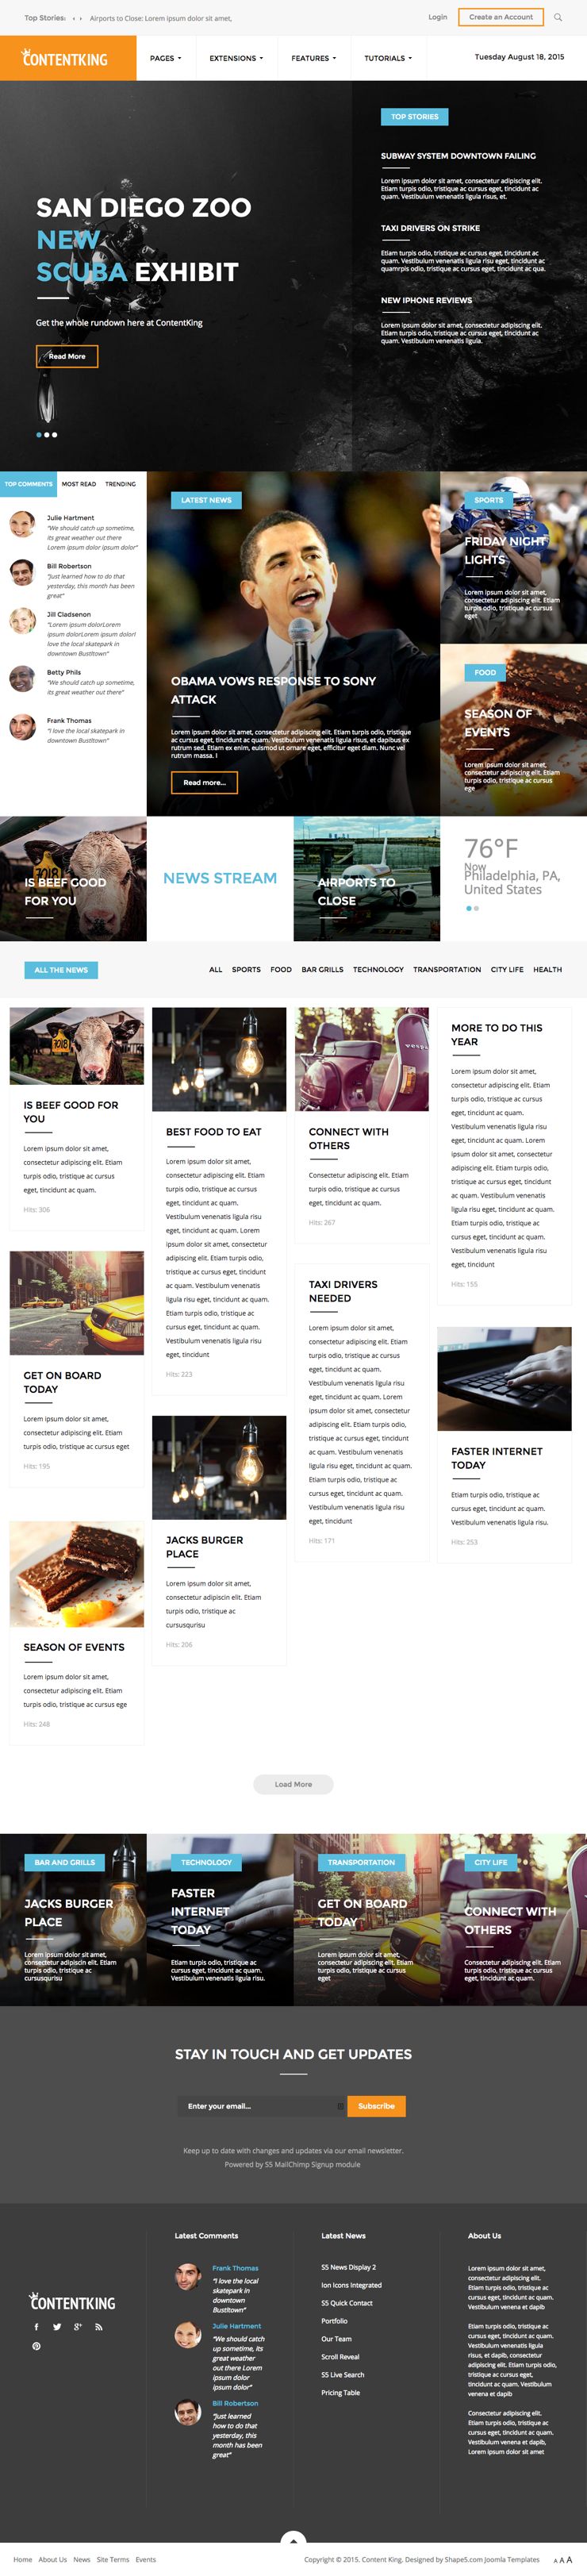 Top Stories:
Airports to Close: Lorem ipsum dolor sit amet,
Login
Create an Account
CONTENTKING
PAGES
EXTENSIONS
FEATURES
TUTORIALS
Tuesday August 18, 2015
SAN DIEGO ZOO
NEW
SCUBA EXHIBIT
Get the whole rundown here at ContentKing
Read More
TOP STORIES
SUBWAY SYSTEM DOWNTOWN FAILING
Lorem ipsum dolor sit amet, consectetur adipiscing elit.
Etiam turpis odio, tristique ac cursus eget, tincidunt ac
quam. Vestibulum venenatis ligula risus, et.
TAXI DRIVERS ON STRIKE
Etiam turpis odio, tristique ac cursus eget, tincidunt ac
quam. Vestibulum venenatis ligula risu eget, tincidunt ac
quamrpis odio, tristique ac cursus eget, tincidunt ac qua.
NEW IPHONE REVIEWS
Lorem ipsum dolor sit amet, consectetur adipiscing elit.
Etiam turpis odio, tristique ac cursus eget, tincidunt ac
quam. Vestibulum venenatis ligula.
TOP COMMENTS
MOST READ
TRENDING
Julie Hartment
"We should catch up sometime,
its great weather out there
Lorem ipsum dolor ipsum dolor"
Bill Robertson
"Just learned how to do that
yesterday, this month has been
great"
Jill Cladsenon
"Lorem ipsum dolorLorem
ipsum dolorLorem ipsum dolorI
love the local skatepark in
downtown Bustltown"
Betty Phils
"We should catch up sometime,
its great weather out there"
Frank Thomas
"I love the local skatepark in
downtown Bustltown"
LATEST NEWS
OBAMA VOWS RESPONSE TO SONY
ATTACK
Lorem ipsum dolor sit amet, consectetur adipiscing elit. Etiam turpis odio, tristique
ac cursus eget, tincidunt ac quam. Vestibulum venenatis ligula risus, et dapibus ex
rutrum sed. Etiam ex enim, euismod ut ornare eget, efficitur eget diam. Nunc vel
rutrum massa. I
Read more...
SPORTS
FRIDAY NIGHT
LIGHTS
Lorem ipsum dolor sit amet,
consectetur adipiscing elit. Etiam
turpis odio, tristique ac cursus
eget
FOOD
SEASON OF
EVENTS
Lorem ipsum dolor sit amet,
consectetur adipiscing elit. Etiam
turpis odio, tristique ac cursus
ege
IS BEEF GOOD
FOR YOU
NEWS STREAM
AIRPORTS TO
CLOSE
76°F
Now
Philadelphia, PA,
United States
ALL THE NEWS
ALL
SPORTS
FOOD
BAR GRILLS
TECHNOLOGY
TRANSPORTATION
CITY LIFE
HEALTH
7018
IS BEEF GOOD FOR
YOU
Lorem ipsum dolor sit amet,
consectetur adipiscing elit. Etiam
turpis odio, tristique ac cursus
eget, tincidunt ac quam.
Hits: 306
GET ON BOARD
TODAY
Lorem ipsum dolor sit amet,
consectetur adipiscing elit. Etiam
turpis odio, tristique ac cursus eget
Hits: 195
SEASON OF EVENTS
Lorem ipsum dolor sit amet,
consectetur adipiscing elit. Etiam
turpis odio, tristique ac cursus ege
Hits: 248
BEST FOOD TO EAT
Lorem ipsum dolor sit amet,
consectetur adipiscing elit. Etiam
turpis odio, tristique ac cursus
eget, tincidunt ac quam.
Vestibulum venenatis ligula risu
eget, tincidunt ac quam. Lorem
ipsum dolor sit amet, consectetur
adipiscing elit. Etiam turpis odio,
tristique ac cursus eget, tincidunt
ac quam. Vestibulum venenatis
ligula risu eget, tincidunt ac quam.
Etiam turpis odio, tristique ac
cursus eget, tincidunt ac quam.
Vestibulum venenatis ligula risu
eget, tincidunt
Hits: 223
JACKS BURGER
PLACE
Lorem ipsum dolor sit amet,
consectetur adipiscin elit. Etiam
turpis odio, tristique ac
cursusqurisu
Hits: 206
vespa
CONNECT WITH
OTHERS
Consectetur adipiscing elit. Etiam
turpis odio, tristique ac cursus
eget, tincidunt ac quam.
Hits: 267
TAXI DRIVERS
NEEDED
Lorem ipsum dolor sit amet,
consectetur adipiscing elit. Etiam
turpis odio, tristique ac cursus
eget, tincidunt ac quam.
Vestibulum venenatis ligula risu
eget, tincidunt ac quam. Lorem
ipsum dolor sit amet, consectetur
adipiscing elit. Etiam turpis odio,
tristique ac cursus eget, tincidunt
ac quam. Vestibulum venenatis
ligula risu eget, tincidunt ac quam.
Etiam turpis odio, tristique ac
cursus eget, tincidunt ac quam.
Vestibulum venenatis ligula risu
eget, tincidunt
Hits: 171
MORE TO DO THIS
YEAR
Lorem ipsum dolor sit amet,
consectetur adipiscing elit. Etiam
turpis odio, tristique ac cursus
eget, tincidunt ac quam.
Vestibulum venenatis ligula risu
eget, tincidunt ac quam. Lorem
ipsum dolor sit amet, consectetur
adipiscing elit. Etiam turpis odio,
tristique ac cursus eget, tincidunt
ac quam. Vestibulum venenatis
ligula risu eget, tincidunt ac quam.
Etiam turpis odio, tristique ac
cursus eget, tincidunt ac quam.
Vestibulum venenatis ligula risu
eget, tincidunt
Hits: 155
FASTER INTERNET
TODAY
Etiam turpis odio, tristique ac
cursus eget, tincidunt ac quam.
Vestibulum venenatis ligula risu.
Hits: 253
Load More
BAR AND GRILLS
JACKS BURGER
PLACE
Lorem ipsum dolor sit amet,
consectetur adipiscin elit. Etiam
turpis odio, tristique ac
cursusqurisu
TECHNOLOGY
FASTER
INTERNET
TODAY
Etiam turpis odio, tristique ac
cursus eget, tincidunt ac quam.
Vestibulum venenatis ligula risu.
TRANSPORTATION
GET ON BOARD
TODAY
Lorem ipsum dolor sit amet,
consectetur adipiscing elit. Etiam
turpis odio, tristique ac cursus
eget
CITY LIFE
CONNECT WITH
OTHERS
Consectetur adipiscing elit. Etiam
turpis odio, tristique ac cursus
eget, tincidunt ac quam.
STAY IN TOUCH AND GET UPDATES
Enter your email...
Subscribe
Keep up to date with changes and updates via our email newsletter.
Powered by S5 MailChimp Signup module
CONTENTKING
Latest Comments
Frank Thomas
"I love the local
skatepark in
downtown
Bustltown"
Julie Hartment
"We should catch
up sometime, its
great weather
out there Lorem
ipsum dolor
ipsum dolor"
Bill Robertson
"Just learned
how to do that
yesterday, this
month has been
great"
Latest News
S5 News Display 2
Ion Icons Integrated
S5 Quick Contact
Portfolio
Our Team
Scroll Reveal
S5 Live Search
Pricing Table
About Us
Lorem ipsum dolor sit amet,
consectetur adipiscing elit.
Etiam turpis odio, tristique ac
cursus eget, tincidunt ac quam.
Vestibulum venena et dapib
Etiam turpis odio, tristique ac
cursus eget, tincidunt ac quam.
Vestibulum venenatis ligula
risus, et dapib, consectetur
adipiscing elit. Etiam turpis odio,
tristique ac cursus eget,
tincidunt ac quam. Vestibulum
venena et dapib
Consectetur adipiscing elit.
Etiam turpis odio, tristique ac
cursus eget, tincidunt ac quam.
Vestibulum venena et dapib,
Lorem ipsum dolor sit amet
Home
About Us
News
Site Terms
Events
Copyright © 2015. Content King. Designed by Shape5.com Joomla Templates
A A A